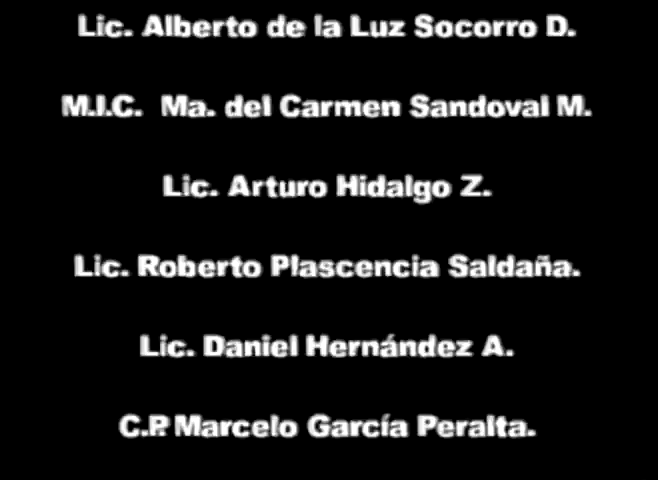 Lic. Alberto de la Luz Socorro D.
M.I.C. Ma. del Carmen Sandoval M.
Lic. Arturo Hidalgo Z.
Lic. Roberto Plascencia Saldaña.
Lic. Daniel Hernández A.
C.P. Marcelo García Peralta.